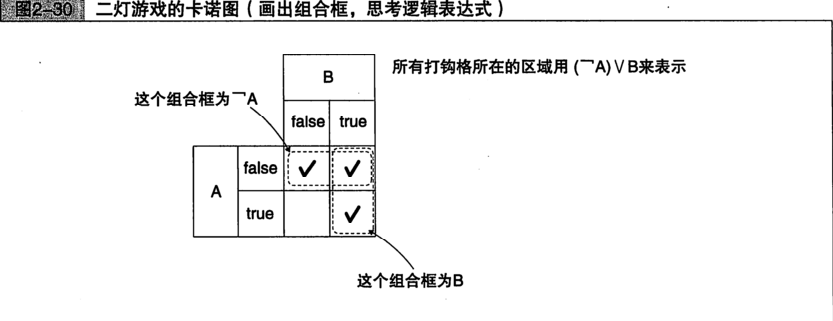 图2-30 二灯游戏的卡诺图（画出组合框，思考逻辑表达式）
所有打钩格所在的区域用 (￢A)∨B来表示
B
这个组合框为￢A
false true
false ✓ ✓
A
true ✓
这个组合框为B